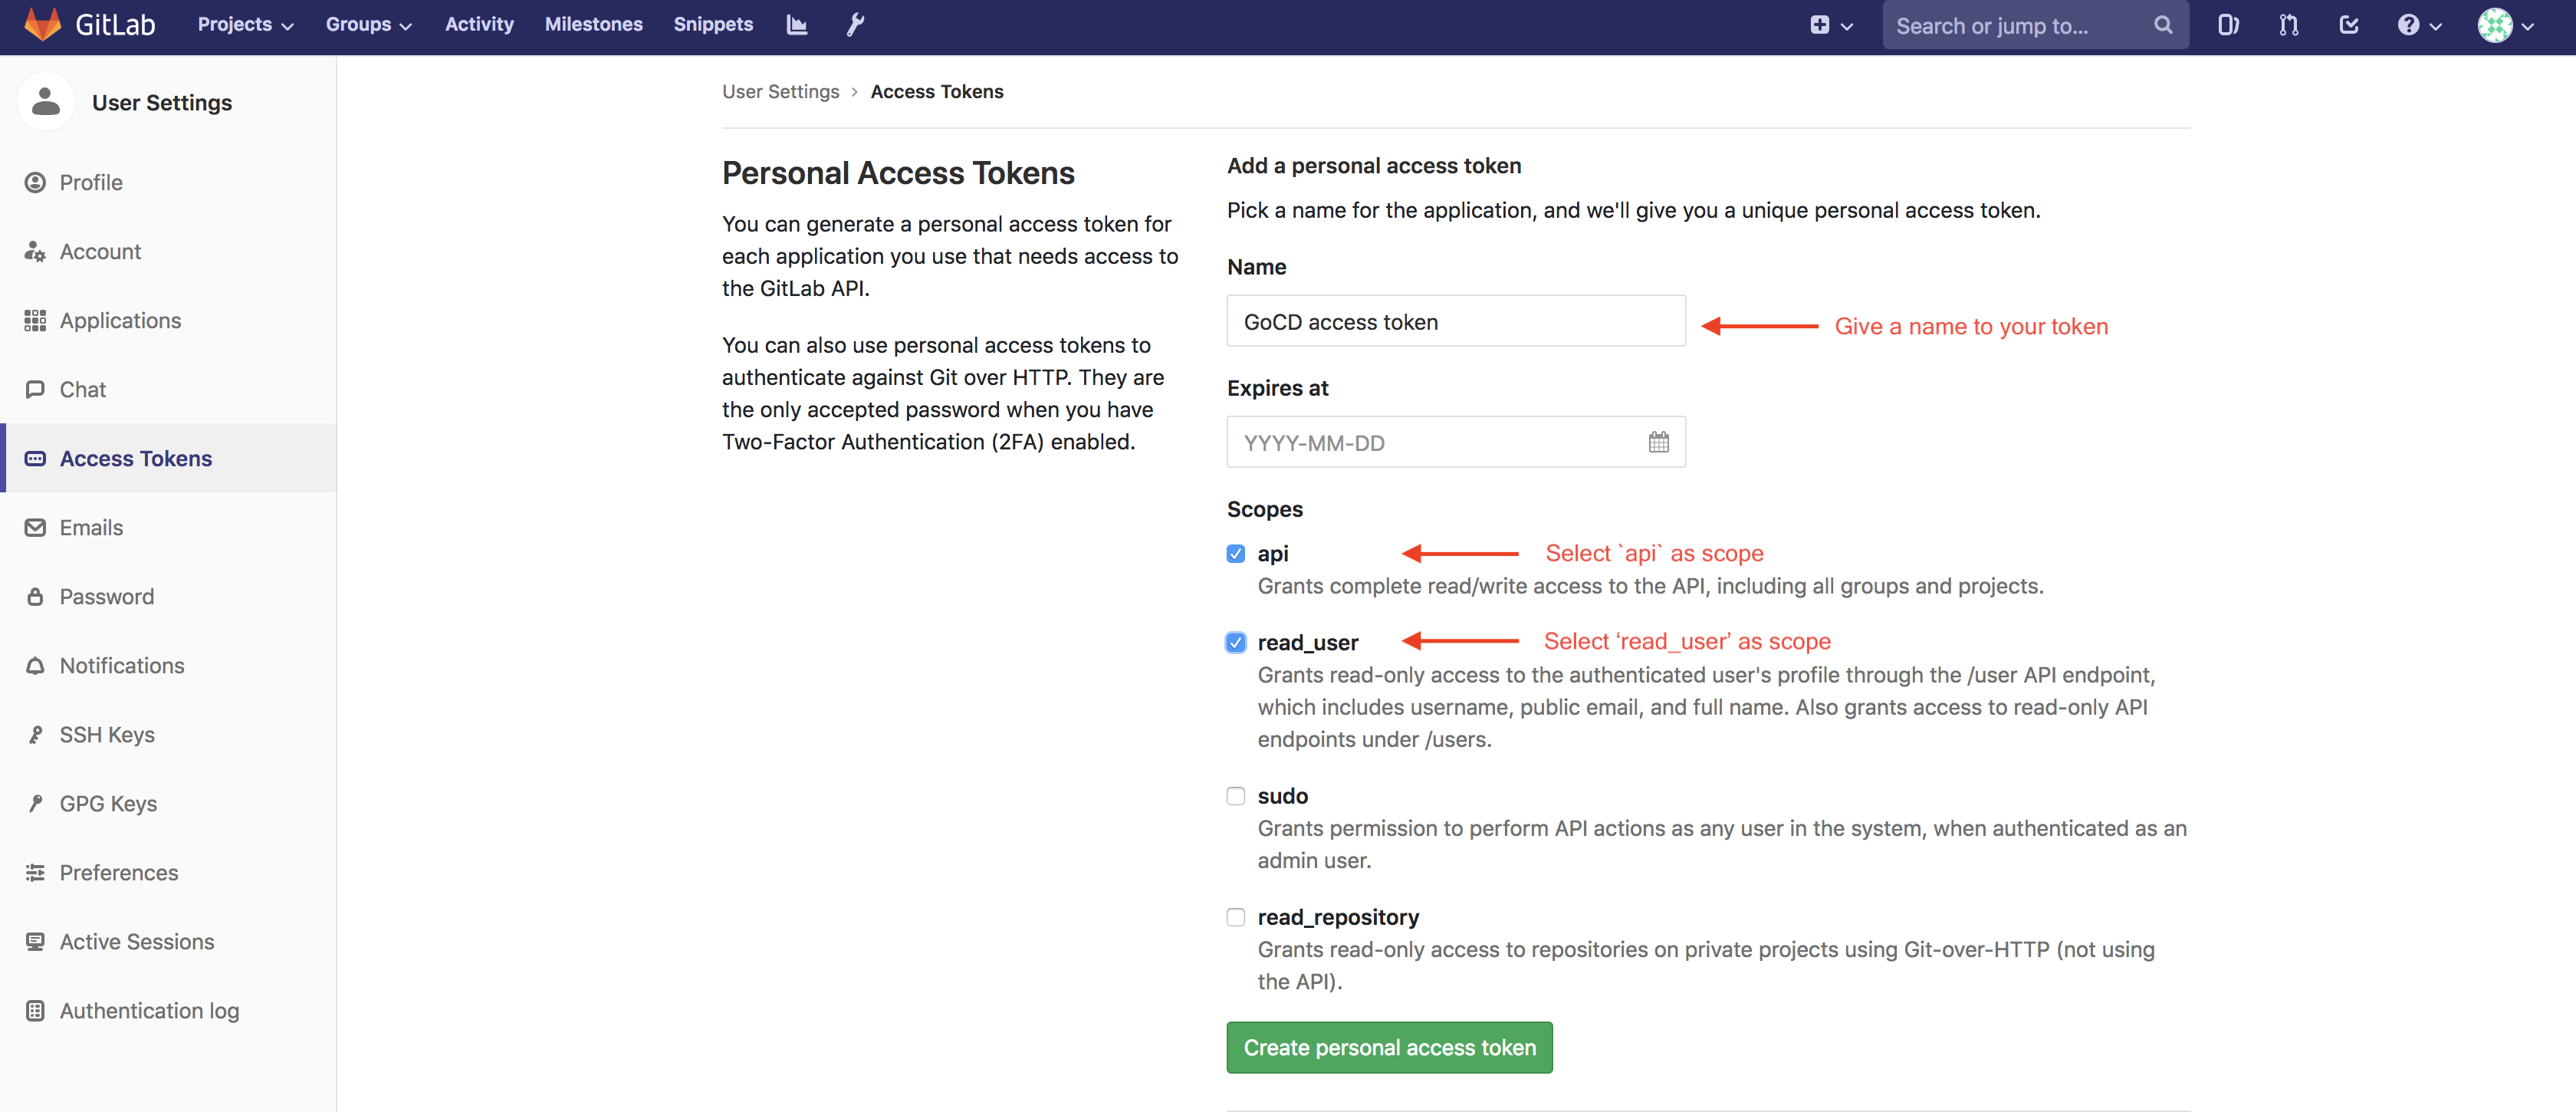 GitLab Projects Groups Activity Milestones Snippets Search or jump to...
User Settings
Profile
Account
Applications
Chat
Access Tokens
Emails
Password
Notifications
SSH Keys
GPG Keys
Preferences
Active Sessions
Authentication log
User Settings › Access Tokens
Personal Access Tokens
You can generate a personal access token for
each application you use that needs access to
the GitLab API.
You can also use personal access tokens to
authenticate against Git over HTTP. They are
the only accepted password when you have
Two-Factor Authentication (2FA) enabled.
Add a personal access token
Pick a name for the application, and we'll give you a unique personal access token.
Name
GoCD access token
Give a name to your token
Expires at
YYYY-MM-DD
Scopes
api
Select `api` as scope
Grants complete read/write access to the API, including all groups and projects.
read_user
Select ‘read_user’ as scope
Grants read-only access to the authenticated user's profile through the /user API endpoint,
which includes username, public email, and full name. Also grants access to read-only API
endpoints under /users.
sudo
Grants permission to perform API actions as any user in the system, when authenticated as an
admin user.
read_repository
Grants read-only access to repositories on private projects using Git-over-HTTP (not using
the API).
Create personal access token